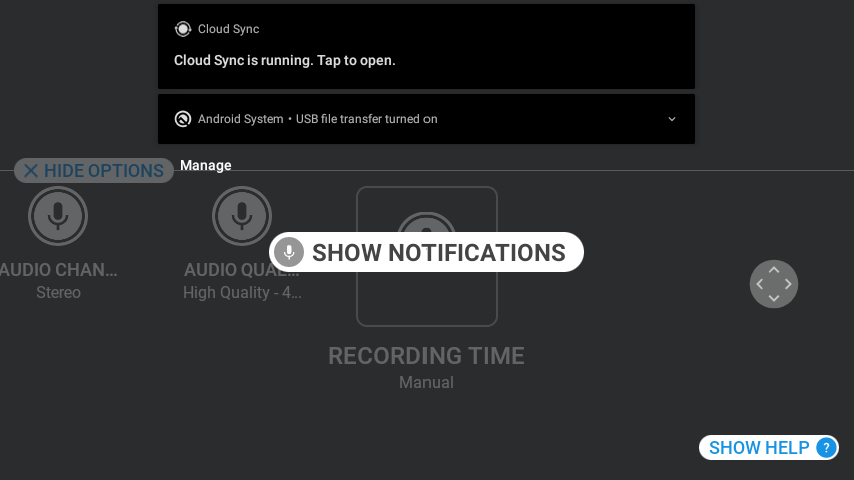 Cloud Sync
Cloud Sync is running. Tap to open.
Android System • USB file transfer turned on
Manage
HIDE OPTIONS
SHOW NOTIFICATIONS
AUDIO CHAN...
Stereo
AUDIO QUAL...
High Quality - 4...
RECORDING TIME
Manual
SHOW HELP ?